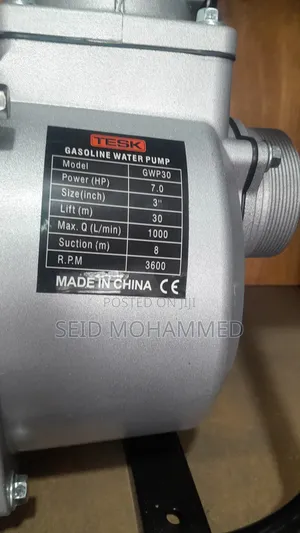 TESK
GASOLINE WATER PUMP
Model GWP30
Power (HP) 7.0
Size(inch) 3"
Lift (m) 30
Max. Q (L/min) 1000
Suction (m) 8
R.P.M 3600
MADE IN CHINA CE
POSTED ON JIJI
SEID MOHAMMED